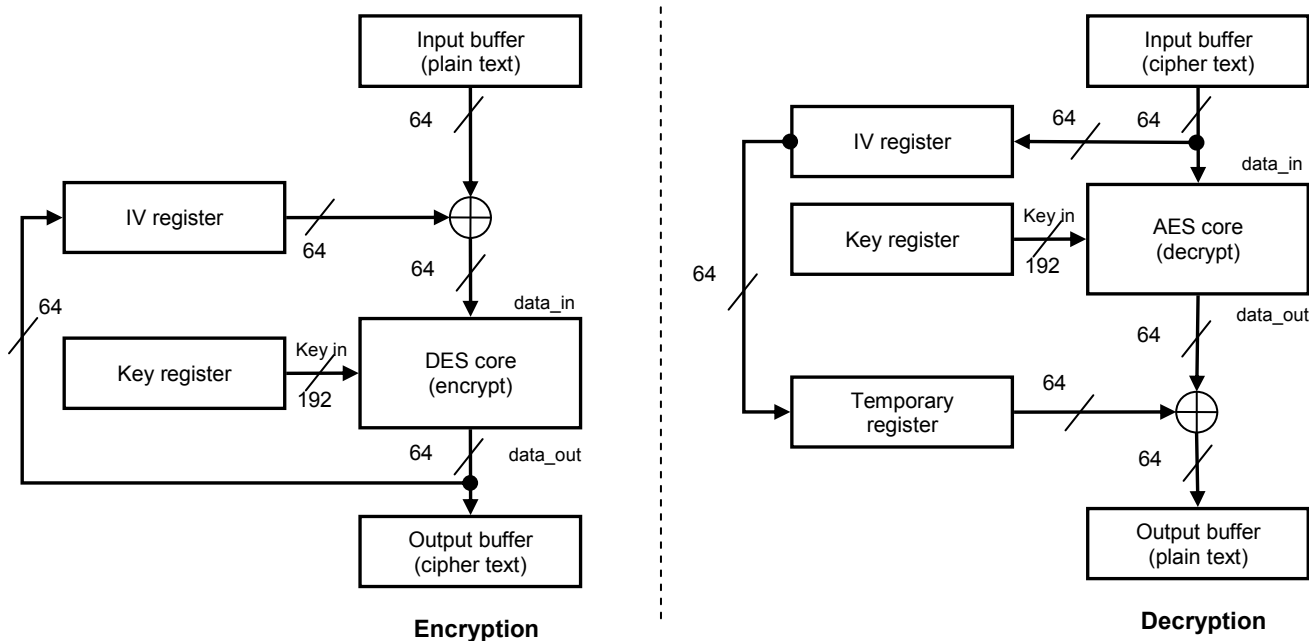 Input buffer
(plain text)
64
IV register
64
64
data_in
64
Key register
Key in
192
DES core
(encrypt)
64
data_out
Output buffer
(cipher text)
Encryption
Input buffer
(cipher text)
64
64
IV register
data_in
Key register
Key in
192
AES core
(decrypt)
64
data_out
64
Temporary
register
64
64
Output buffer
(plain text)
Decryption